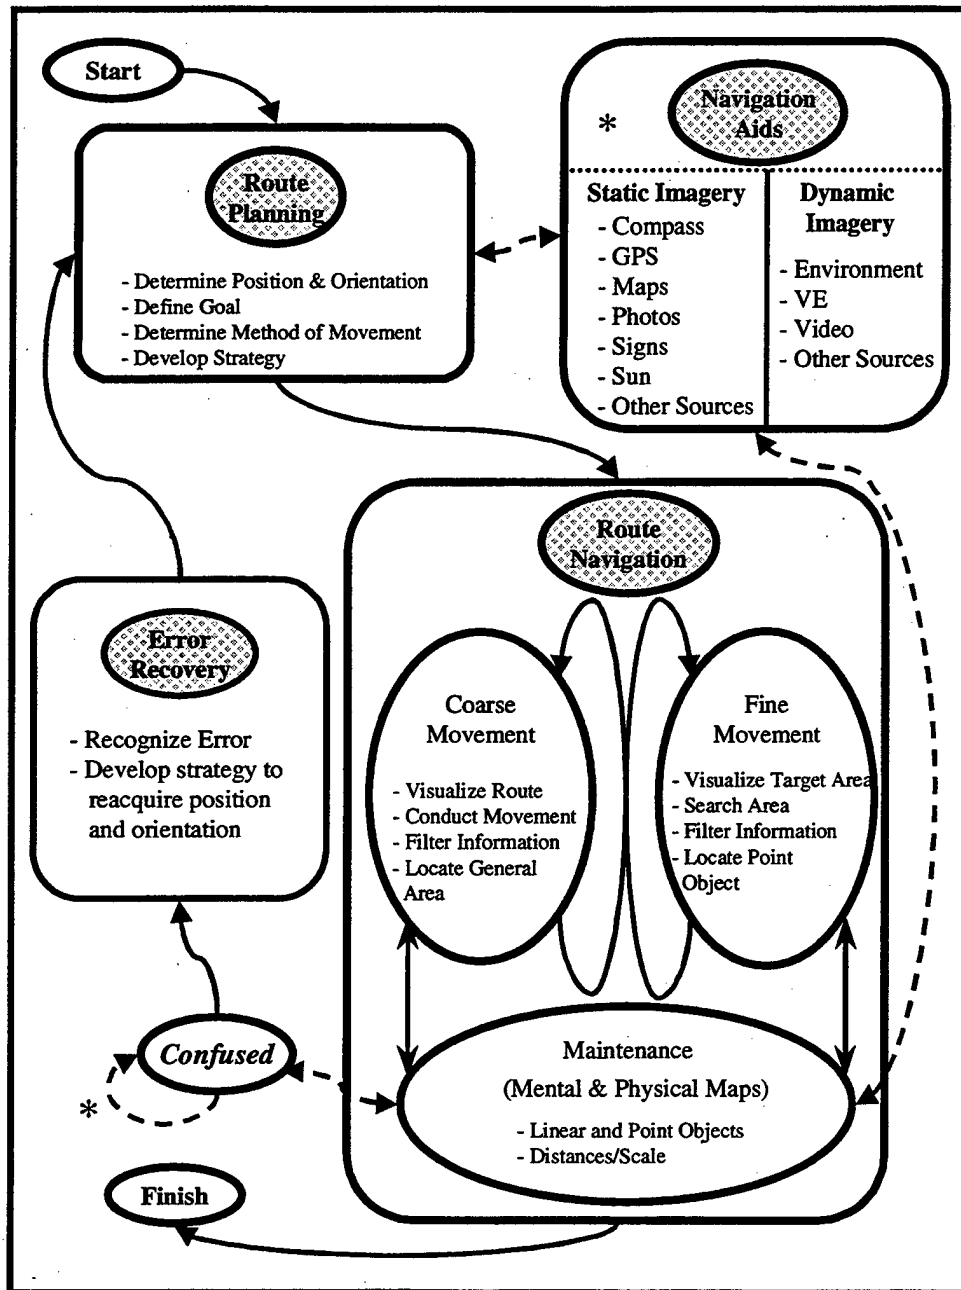 Start
Route
Planning
- Determine Position & Orientation
- Define Goal
- Determine Method of Movement
- Develop Strategy
*
Navigation
Aids
Static Imagery
- Compass
- GPS
- Maps
- Photos
- Signs
- Sun
- Other Sources
Dynamic
Imagery
- Environment
- VE
- Video
- Other Sources
Route
Navigation
Coarse
Movement
- Visualize Route
- Conduct Movement
- Filter Information
- Locate General
Area
Fine
Movement
- Visualize Target Area
- Search Area
- Filter Information
- Locate Point
Object
Maintenance
(Mental & Physical Maps)
- Linear and Point Objects
- Distances/Scale
Error
Recovery
- Recognize Error
- Develop strategy to
reacquire position
and orientation
Confused
*
Finish